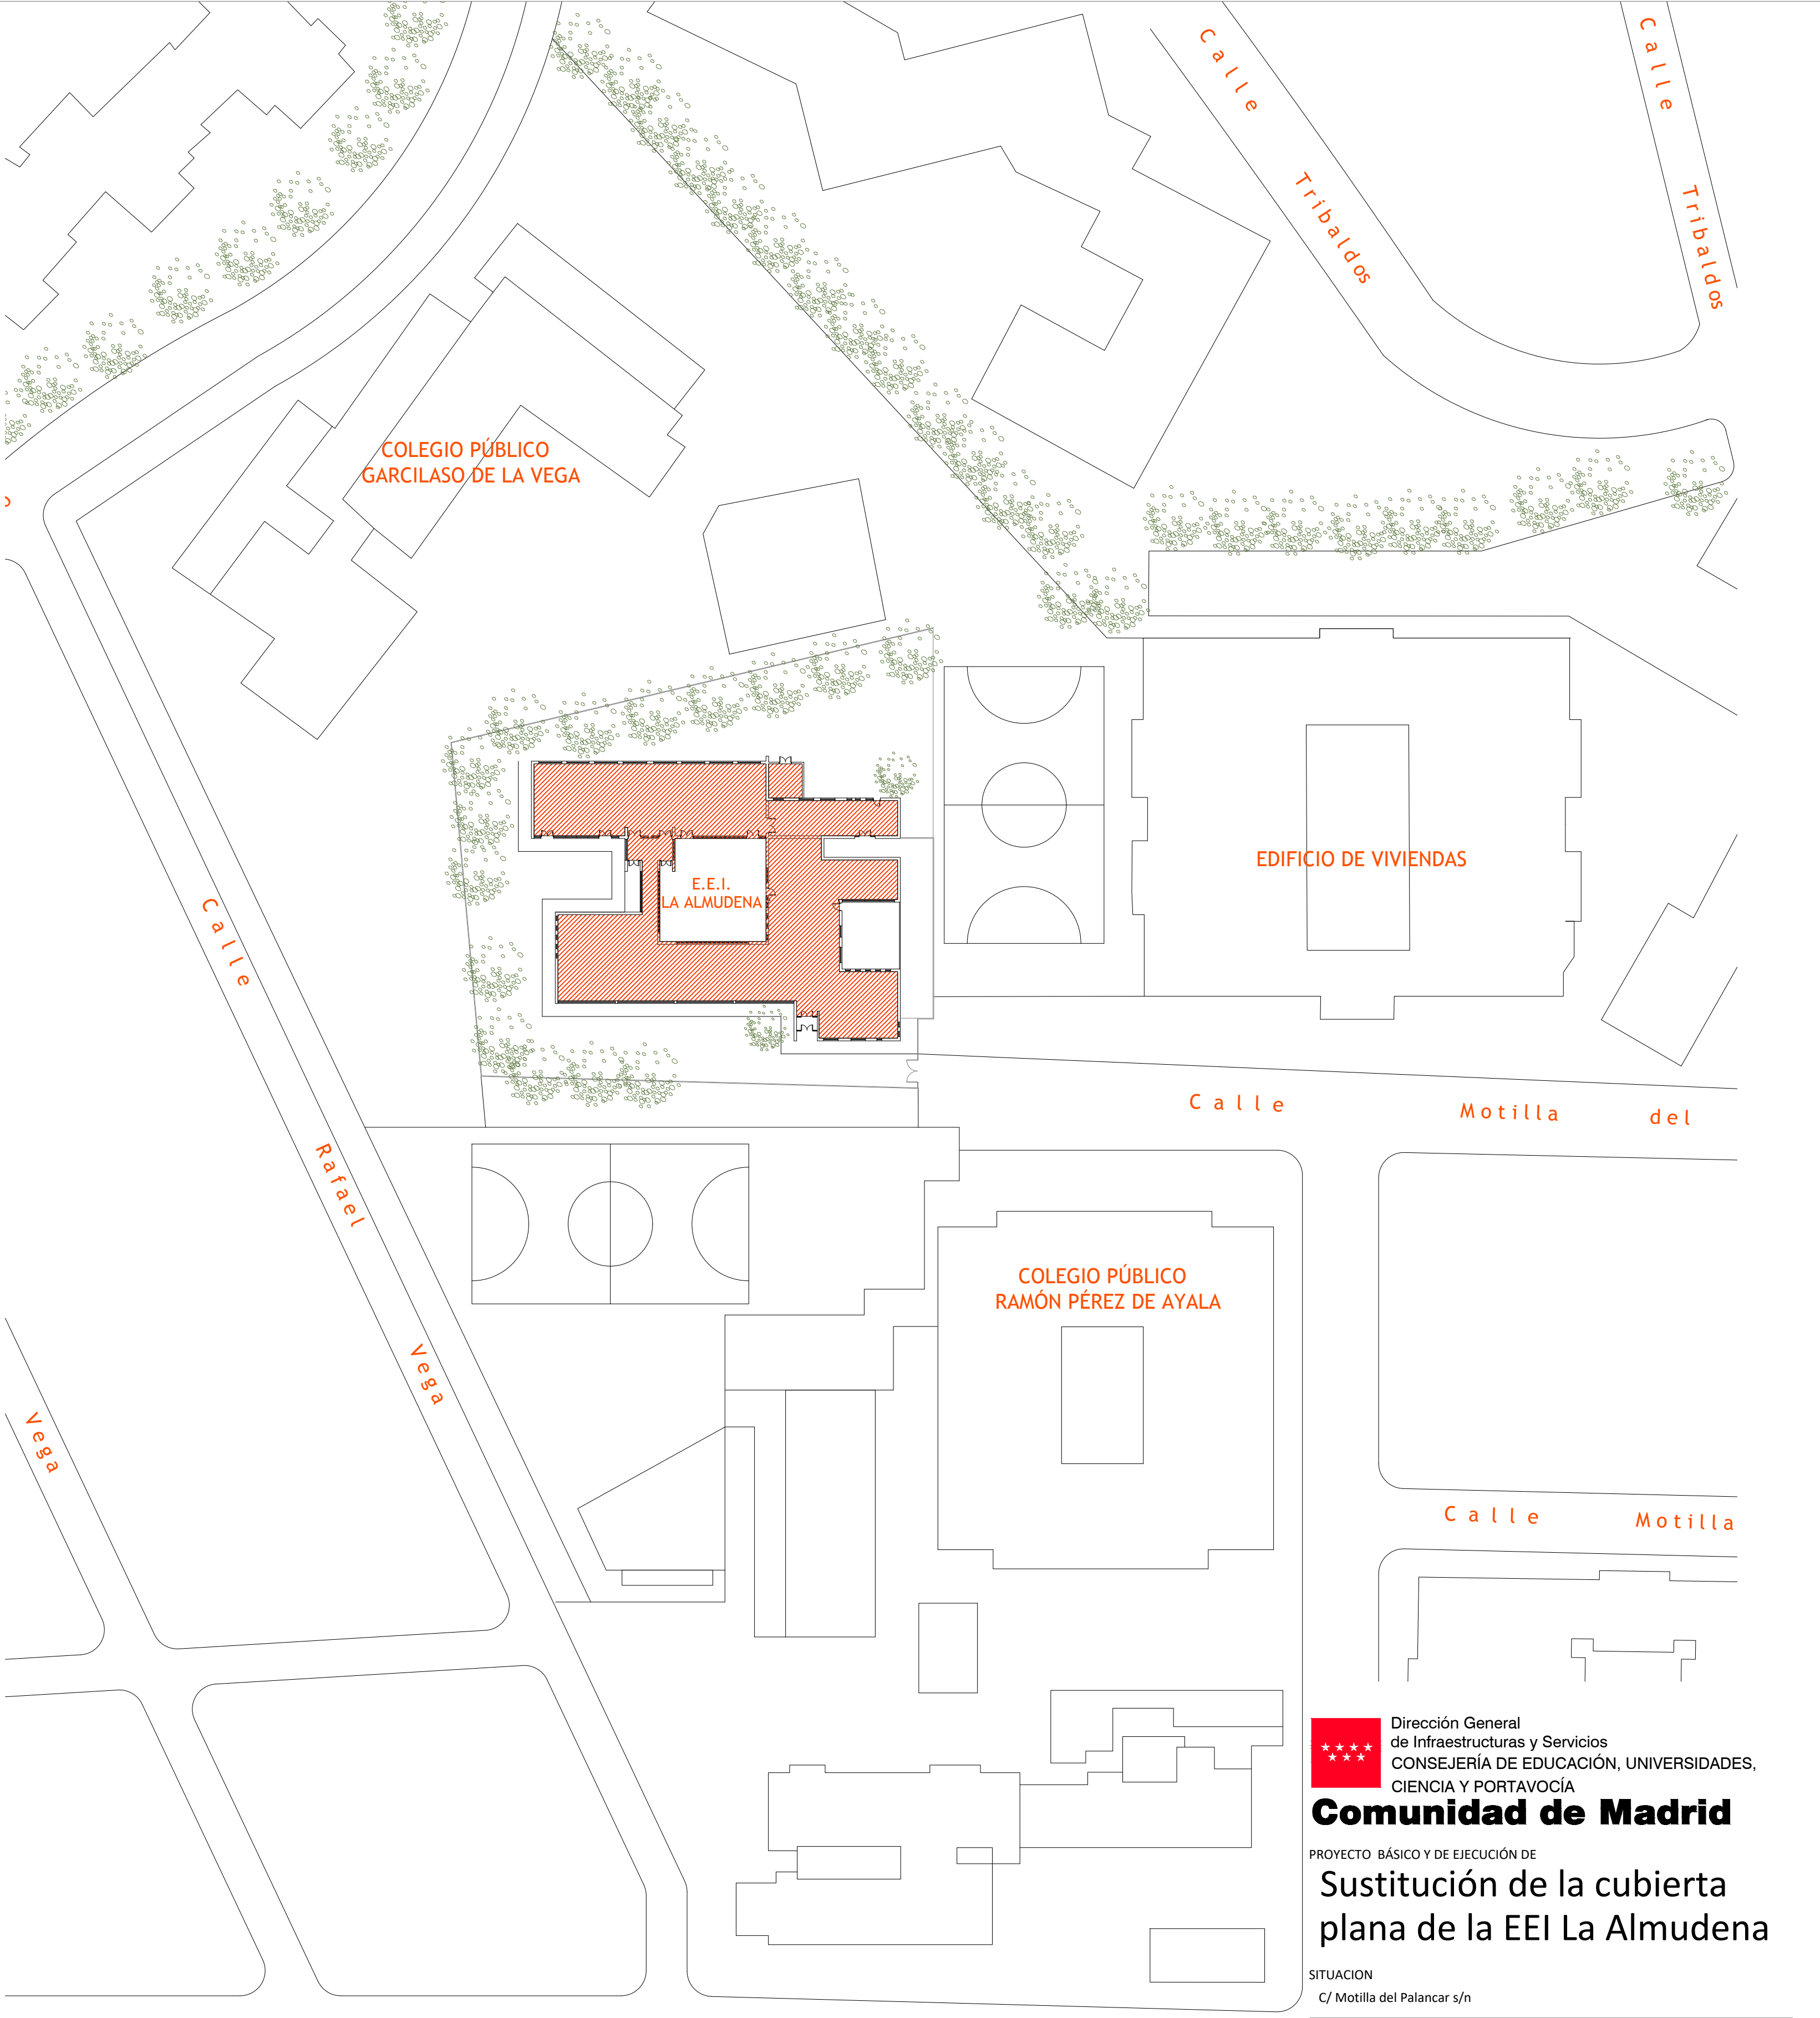 Calle Tribaldos
Calle Tribaldos
COLEGIO PÚBLICO
GARCILASO DE LA VEGA
E.E.I.
LA ALMUDENA
EDIFICIO DE VIVIENDAS
Calle Rafael Vega
Calle Motilla del
COLEGIO PÚBLICO
RAMÓN PÉREZ DE AYALA
Vega
Calle Motilla
Dirección General
de Infraestructuras y Servicios
CONSEJERÍA DE EDUCACIÓN, UNIVERSIDADES,
CIENCIA Y PORTAVOCÍA
Comunidad de Madrid
PROYECTO BÁSICO Y DE EJECUCIÓN DE
Sustitución de la cubierta
plana de la EEI La Almudena
SITUACION
C/ Motilla del Palancar s/n